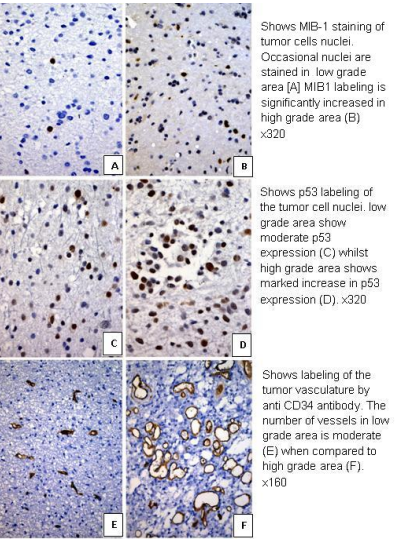 Shows MIB-1 staining of
tumor cells nuclei.
Occasional nuclei are
stained in low grade
area [A] MIB1 labeling is
significantly increased in
high grade area (B)
x320
A
B
Shows p53 labeling of
the tumor cell nuclei. low
grade area show
moderate p53
expression (C) whilst
high grade area shows
marked increase in p53
expression (D). x320
C
D
Shows labeling of the
tumor vasculature by
anti CD34 antibody. The
number of vessels in low
grade area is moderate
(E) when compared to
high grade area (F).
x160
E
F